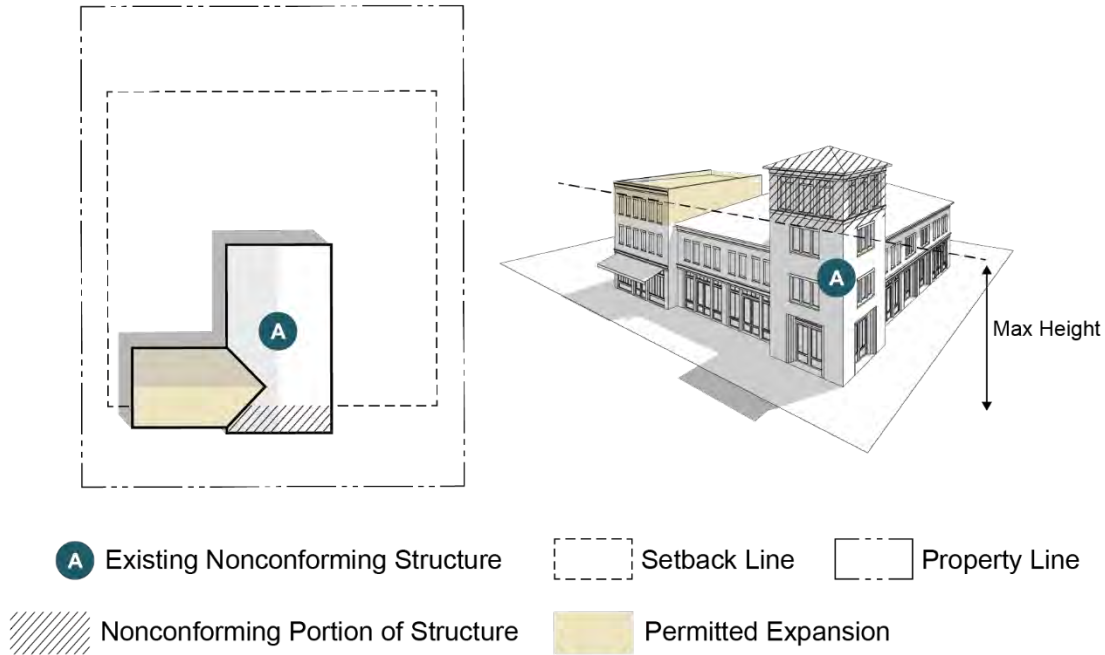 A
A
Max Height
A Existing Nonconforming Structure
Setback Line
Property Line
Nonconforming Portion of Structure
Permitted Expansion